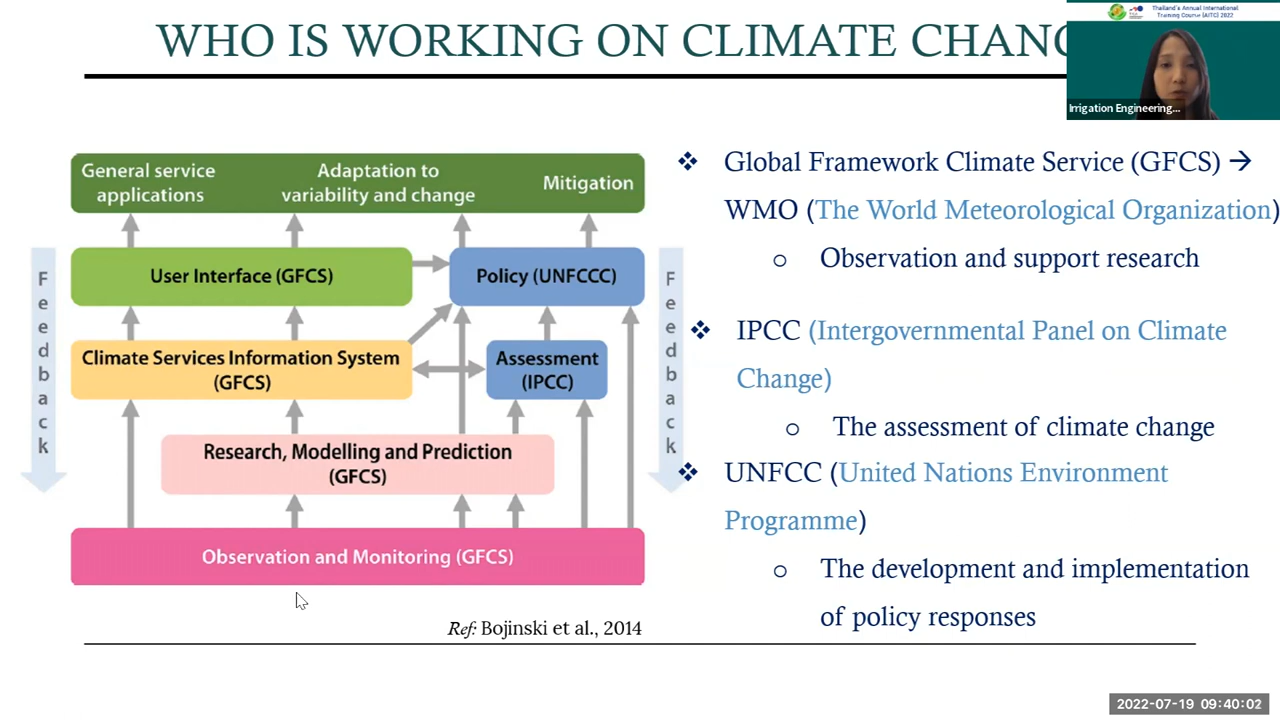 WHO IS WORKING ON CLIMATE CHANG
Thailand's Annual International
Training Course (AITC) 2022
Irrigation Engineering...
General service
applications
Adaptation to
variability and change
Mitigation
User Interface (GFCS)
Policy (UNFCCC)
Climate Services Information System
(GFCS)
Assessment
(IPCC)
Research, Modelling and Prediction
(GFCS)
Observation and Monitoring (GFCS)
Feedback
Feedback
Ref: Bojinski et al., 2014
❖ Global Framework Climate Service (GFCS) →
WMO (The World Meteorological Organization)
o Observation and support research
❖ IPCC (Intergovernmental Panel on Climate
Change)
o The assessment of climate change
❖ UNFCC (United Nations Environment
Programme)
o The development and implementation
of policy responses
2022-07-19 09:40:02